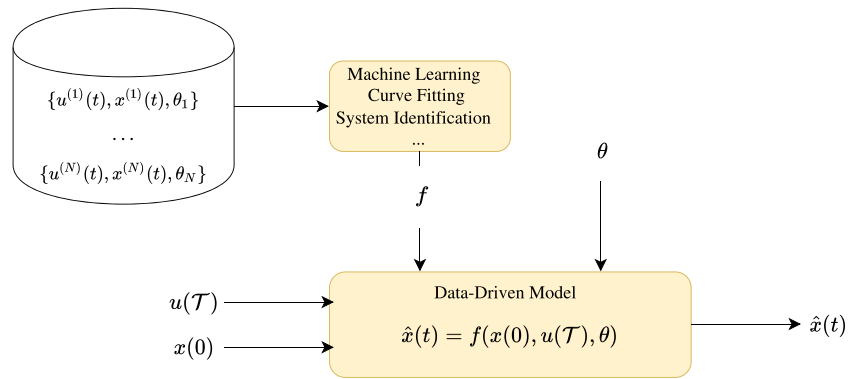 {u^{(1)}(t), x^{(1)}(t), θ_1}
...
{u^{(N)}(t), x^{(N)}(t), θ_N}
Machine Learning
Curve Fitting
System Identification
...
θ
f
u(𝒯)
x(0)
Data-Driven Model
x̂(t) = f(x(0), u(𝒯), θ)
x̂(t)